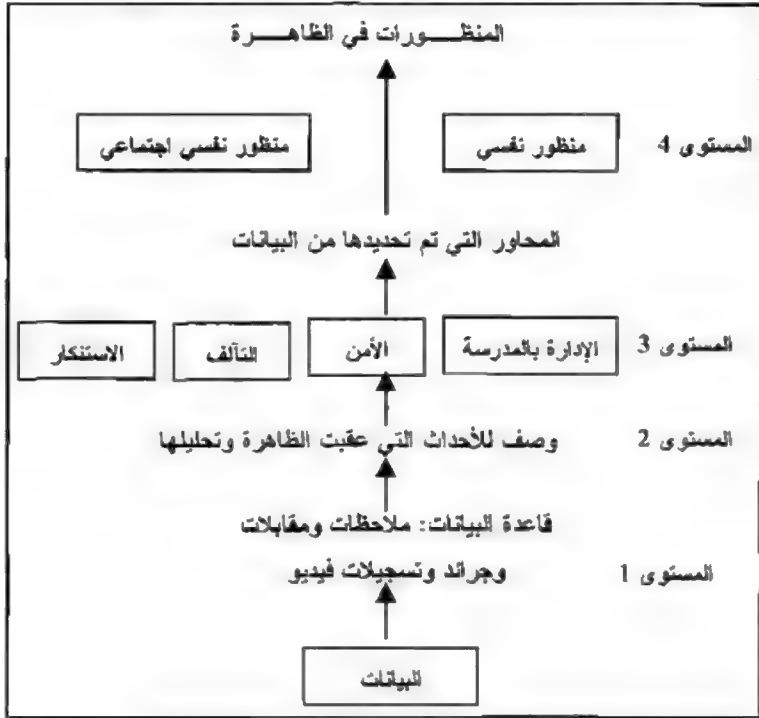 المنظورات في الظاهرة
المستوى 4 منظور نفسي منظور نفسي اجتماعي
المحاور التي تم تحديدها من البيانات
المستوى 3 الإدارة بالمدرسة الأمن التآلف الاستنكار
المستوى 2 وصف للأحداث التي عقبت الظاهرة وتحليلها
قاعدة البيانات: ملاحظات ومقابلات
المستوى 1 وجرائد وتسجيلات فيديو
البيانات